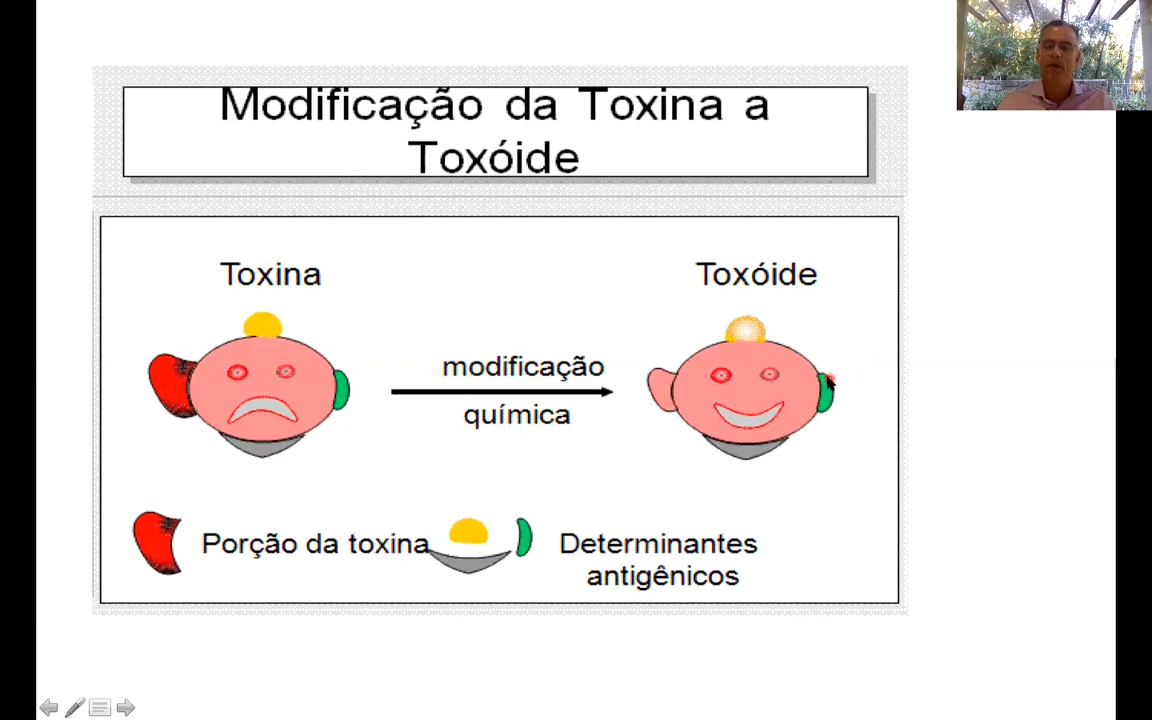 Modificação da Toxina a
Toxóide
Toxina
Toxóide
modificação
química
Porção da toxina
Determinantes
antigênicos